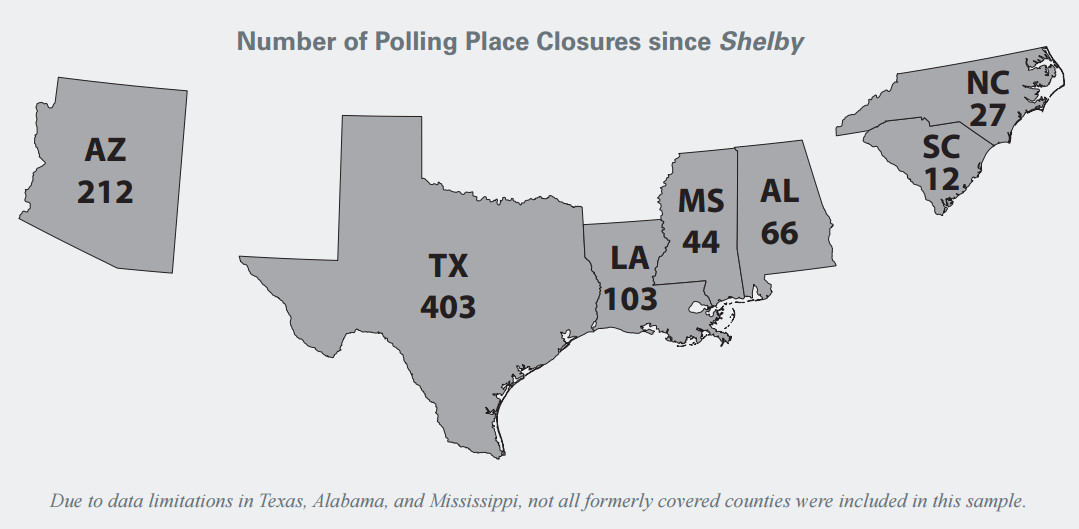 Number of Polling Place Closures since Shelby
AZ
212
TX
403
LA
103
MS
44
AL
66
NC
27
SC
12
Due to data limitations in Texas, Alabama, and Mississippi, not all formerly covered counties were included in this sample.